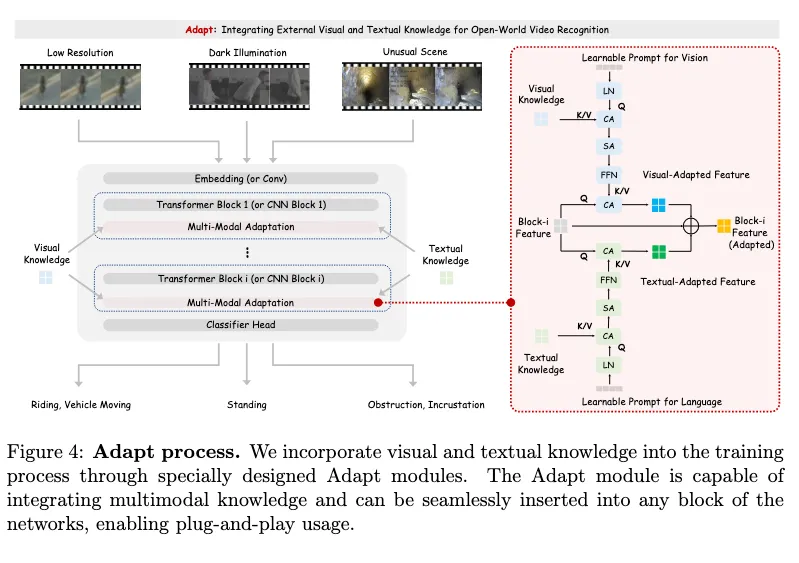 Adapt: Integrating External Visual and Textual Knowledge for Open-World Video Recognition
Low Resolution
Dark Illumination
Unusual Scene
Embedding (or Conv)
Transformer Block 1 (or CNN Block 1)
Multi-Modal Adaptation
Visual
Knowledge
Textual
Knowledge
Transformer Block i (or CNN Block i)
Multi-Modal Adaptation
Classifier Head
Riding, Vehicle Moving
Standing
Obstruction, Incrustation
Learnable Prompt for Vision
LN
Visual
Knowledge
Q
K/V
CA
SA
FFN
Visual-Adapted Feature
K/V
Q
CA
Block-i
Feature
Block-i
Feature
(Adapted)
Q
CA
K/V
FFN
Textual-Adapted Feature
SA
K/V
CA
Textual
Knowledge
Q
LN
Learnable Prompt for Language
Figure 4: Adapt process. We incorporate visual and textual knowledge into the training
process through specially designed Adapt modules. The Adapt module is capable of
integrating multimodal knowledge and can be seamlessly inserted into any block of the
networks, enabling plug-and-play usage.